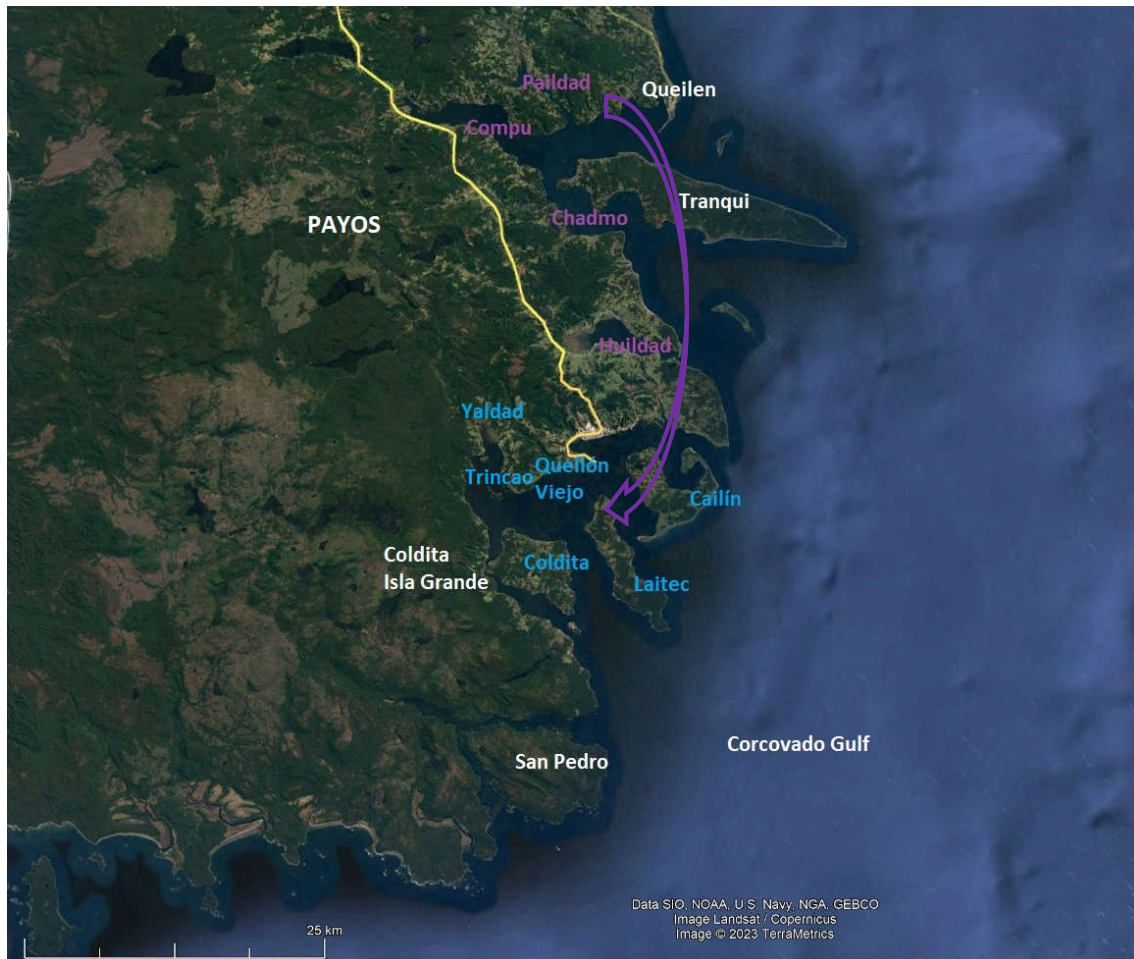 Paildad
Queilen
Compu
Tranqui
Chadmo
PAYOS
Huildad
Yaldad
Quellón
Viejo
Trincao
Cailín
Coldita
Isla Grande
Coldita
Laitec
Corcovado Gulf
San Pedro
Data SIO, NOAA, U.S. Navy, NGA, GEBCO
Image Landsat / Copernicus
Image © 2023 TerraMetrics
25 km